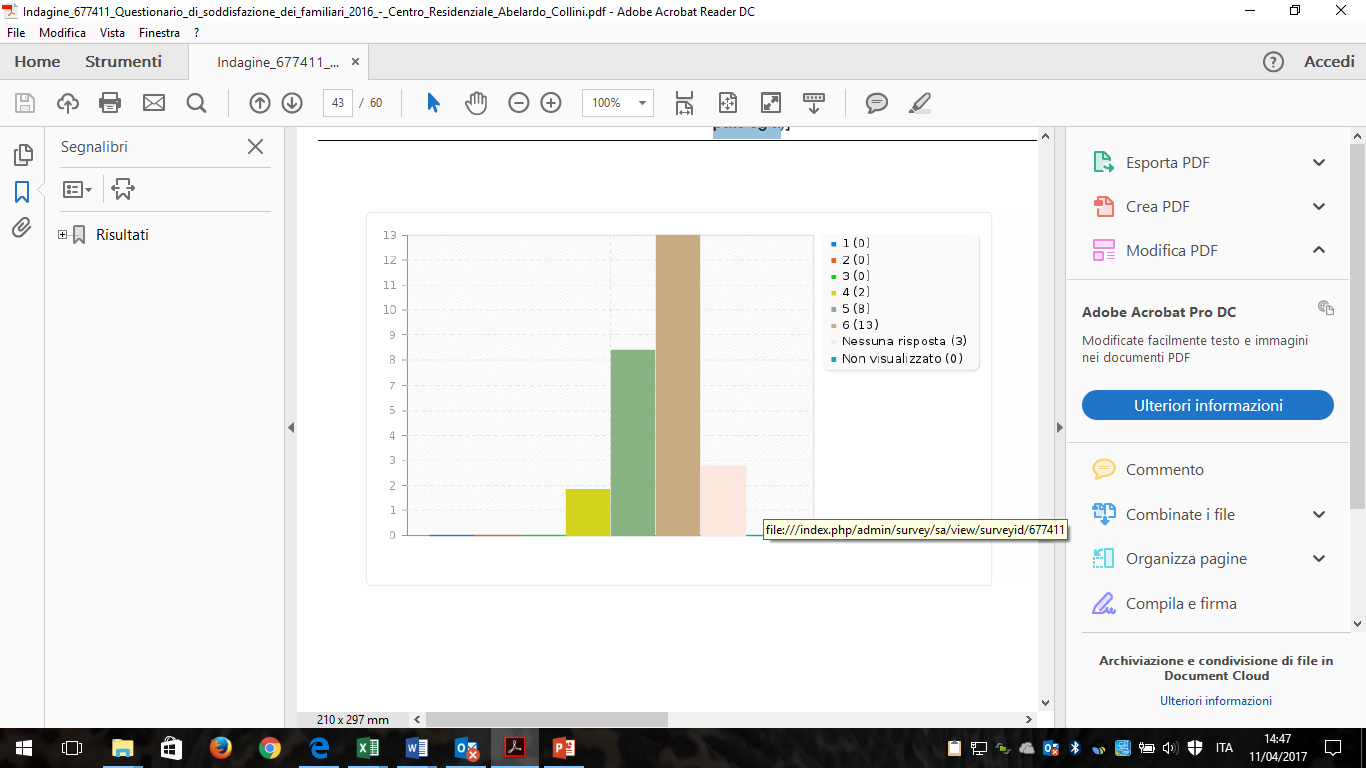 Indagine_677411_Questionario_di_soddisfazione_dei_familiari_2016_-_Centro_Residenziale_Abelardo_Collini.pdf - Adobe Acrobat Reader DC
File Modifica Vista Finestra ?
Home Strumenti Indagine_677411_... × ? Accedi
43 / 60 100%
Segnalibri
Risultati
13
12
11
10
9
8
7
5
4
3
2
1
0
1 (0)
2 (0)
3 (0)
4 (2)
5 (8)
6 (13)
Nessuna risposta (3)
Non visualizzato (0)
file:///index.php/admin/survey/sa/view/surveyid/677411
210 x 297 mm
Esporta PDF
Crea PDF
Modifica PDF
Adobe Acrobat Pro DC
Modificate facilmente testo e immagini
nei documenti PDF
Ulteriori informazioni
Commento
Combinate i file
Organizza pagine
Compila e firma
Archiviazione e condivisione di file in
Document Cloud
Ulteriori informazioni
ITA
14:47
11/04/2017